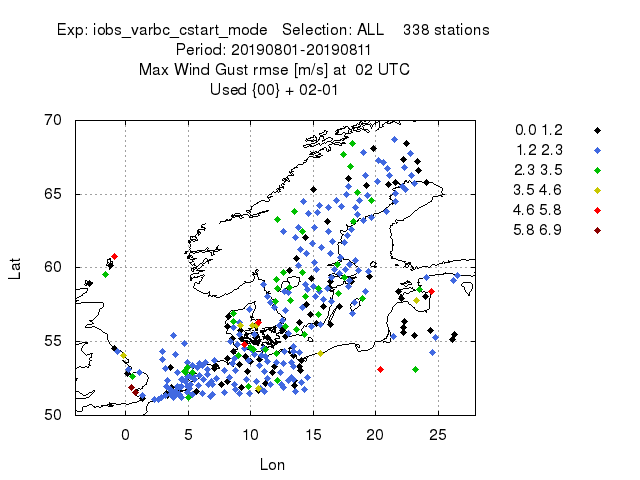 Exp: iobs_varbc_cstart_mode   Selection: ALL    338 stations
Period: 20190801-20190811
Max Wind Gust rmse [m/s] at  02 UTC
Used {00} + 02-01
70
65
60
55
50
Lat
0 5 10 15 20 25
Lon
0.0 1.2
1.2 2.3
2.3 3.5
3.5 4.6
4.6 5.8
5.8 6.9